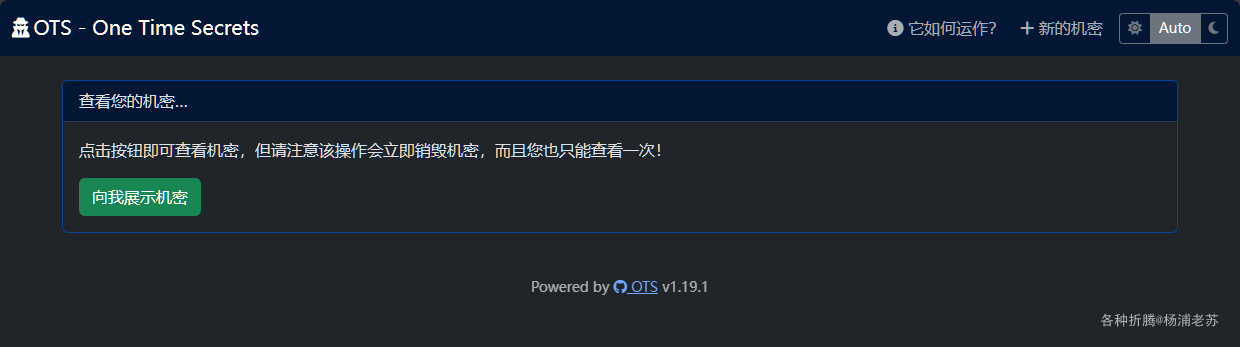 OTS - One Time Secrets
它如何运作？
新的机密
Auto
查看您的机密...
点击按钮即可查看机密，但请注意该操作会立即销毁机密，而且您也只能查看一次！
向我展示机密
Powered by OTS v1.19.1
各种折腾@杨浦老苏